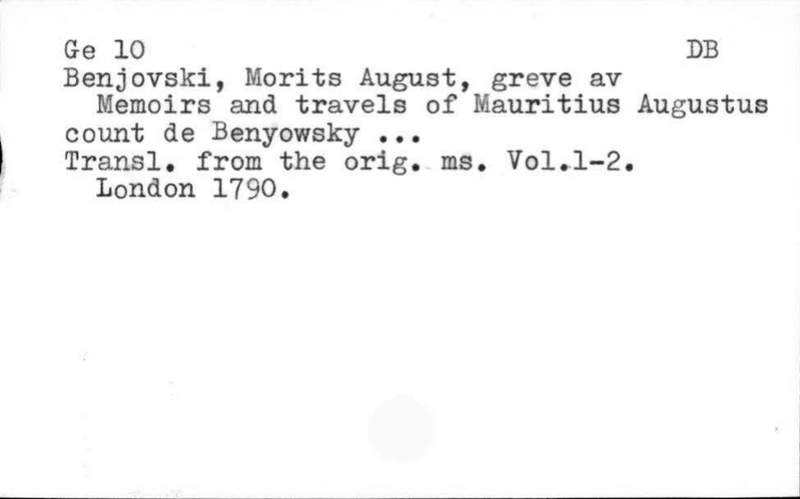 Ge 10 DB
Benjovski, Morits August, greve av
Memoirs and travels of Mauritius Augustus
count de Benyowsky ...
Transl. from the orig. ms. Vol.1-2.
London 1790.